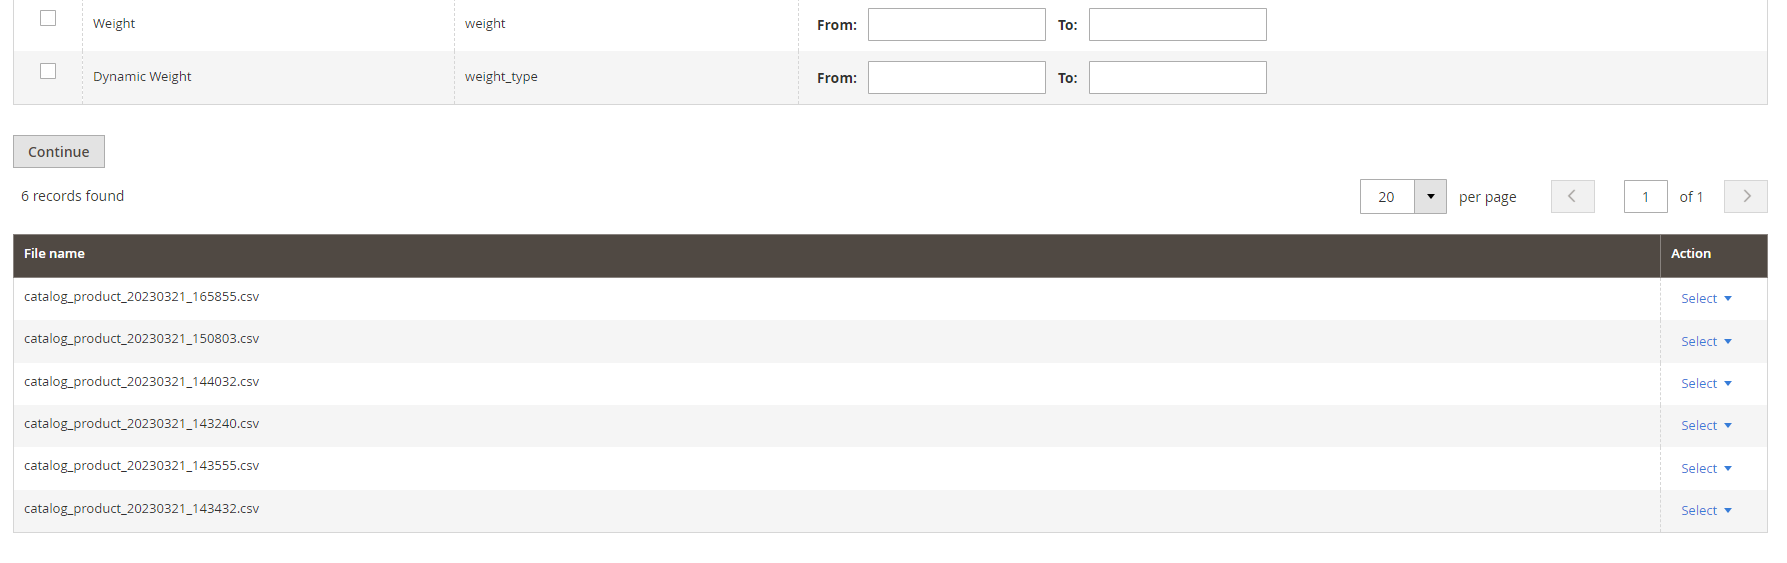 Weight weight From: To:
Dynamic Weight weight_type From: To:
Continue
6 records found 20 per page 1 of 1
File name Action
catalog_product_20230321_165855.csv Select
catalog_product_20230321_150803.csv Select
catalog_product_20230321_144032.csv Select
catalog_product_20230321_143240.csv Select
catalog_product_20230321_143555.csv Select
catalog_product_20230321_143432.csv Select